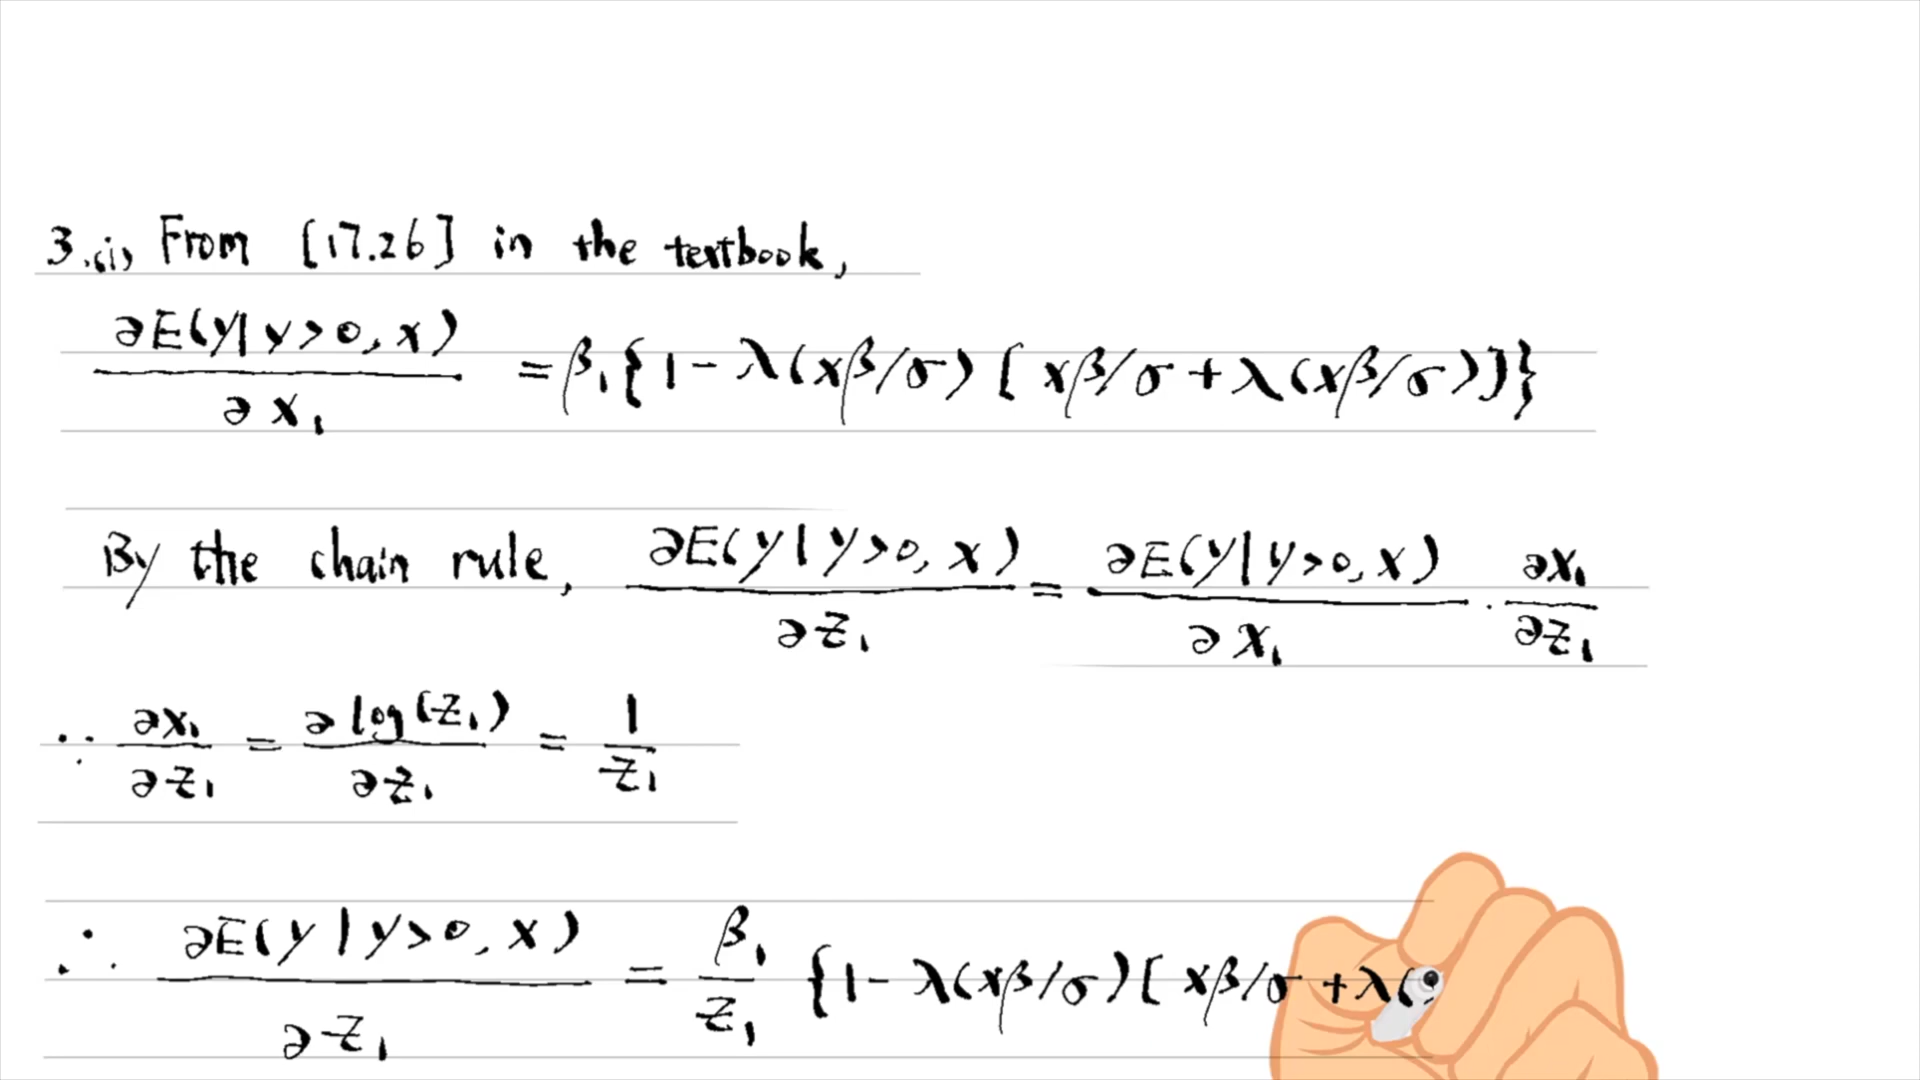 3.(i) From [17.26] in the textbook,
∂E(y|y>0,x)/∂x₁ = β₁{1-λ(xβ/σ)[xβ/σ+λ(xβ/σ)]}
By the chain rule, ∂E(y|y>0,x)/∂z₁ = ∂E(y|y>0,x)/∂x₁ · ∂x₁/∂z₁
∵ ∂x₁/∂z₁ = ∂log(z₁)/∂z₁ = 1/z₁
∴ ∂E(y|y>0,x)/∂z₁ = β₁/z₁ {1-λ(xβ/σ)[xβ/σ+λ(